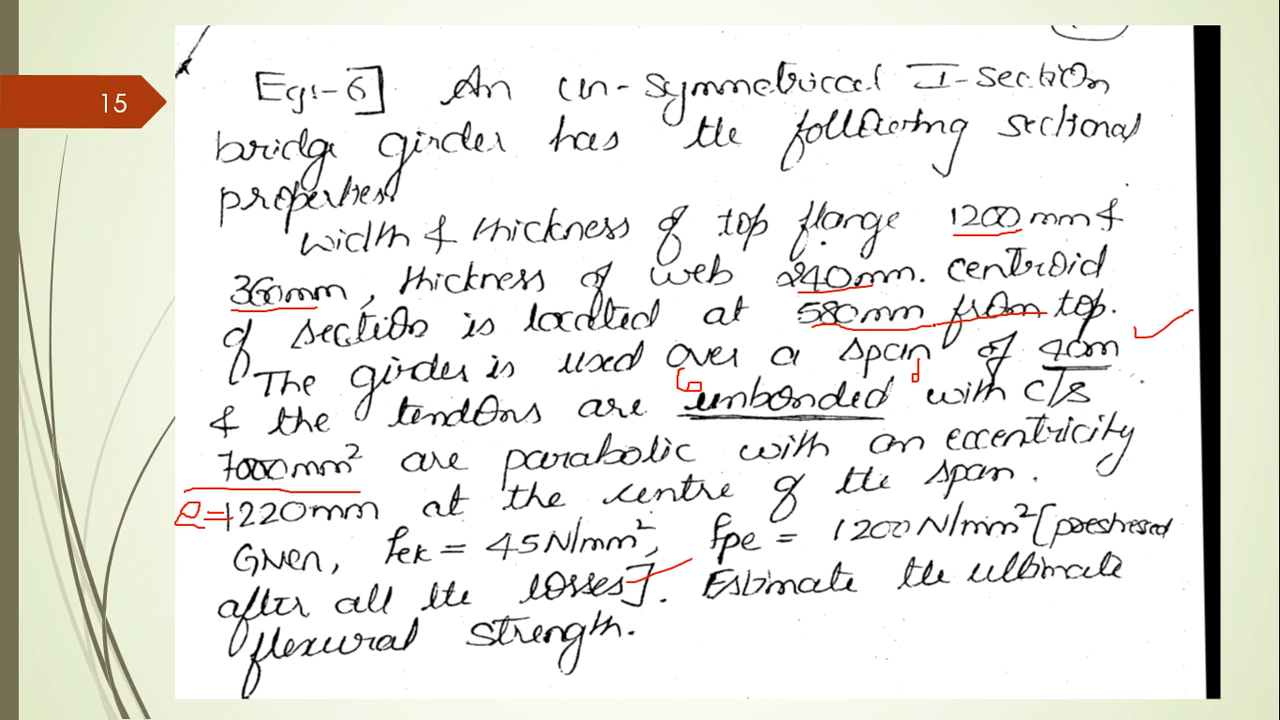 15
Eg:-6] An un-symmetrical I-section
bridge girder has the following sectional
properties.
width & thickness of top flange 1200mm &
360mm, thickness of web 240mm. centroid
of section is located at 580mm from top.
The girder is used over a span of 40m
& the tendons are unbonded with c/s
7000mm² are parabolic with an eccentricity
e=1220mm at the centre of the span.
Given, fck = 45N/mm², fpe = 1200 N/mm² [prestressed
after all the losses]. Estimate the ultimate
flexural strength.